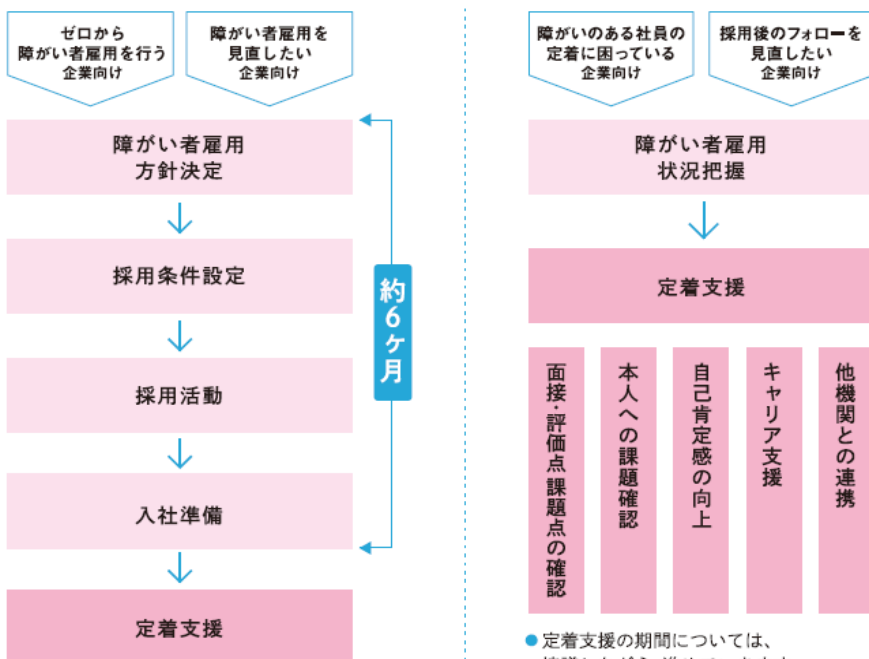 ゼロから
障がい者雇用を行う
企業向け
障がい者雇用を
見直したい
企業向け
障がい者雇用
方針決定
採用条件設定
採用活動
入社準備
定着支援
約6ヶ月
障がいのある社員の
定着に困っている
企業向け
採用後のフォローを
見直したい
企業向け
障がい者雇用
状況把握
定着支援
面接・評価点 課題点の確認
本人への課題確認
自己肯定感の向上
キャリア支援
他機関との連携
●定着支援の期間については、